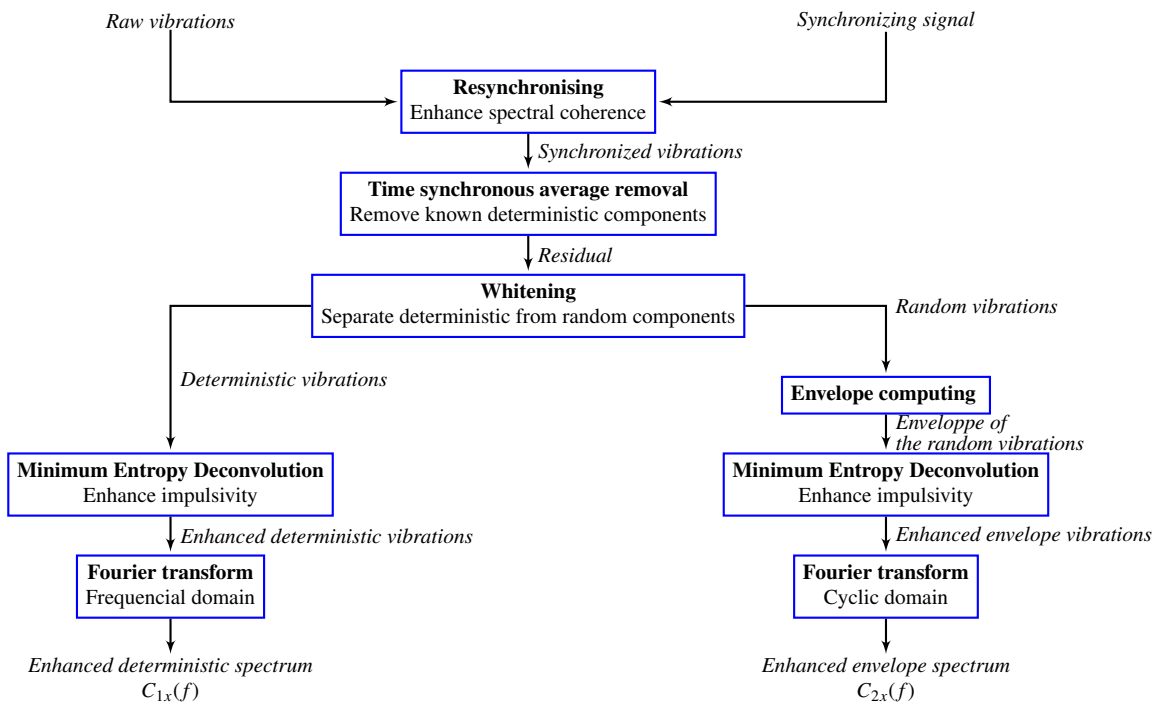 Raw vibrations
Synchronizing signal
Resynchronising
Enhance spectral coherence
Synchronized vibrations
Time synchronous average removal
Remove known deterministic components
Residual
Whitening
Separate deterministic from random components
Random vibrations
Deterministic vibrations
Envelope computing
Enveloppe of
the random vibrations
Minimum Entropy Deconvolution
Enhance impulsivity
Minimum Entropy Deconvolution
Enhance impulsivity
Enhanced deterministic vibrations
Enhanced envelope vibrations
Fourier transform
Frequencial domain
Fourier transform
Cyclic domain
Enhanced deterministic spectrum
C1x(f)
Enhanced envelope spectrum
C2x(f)